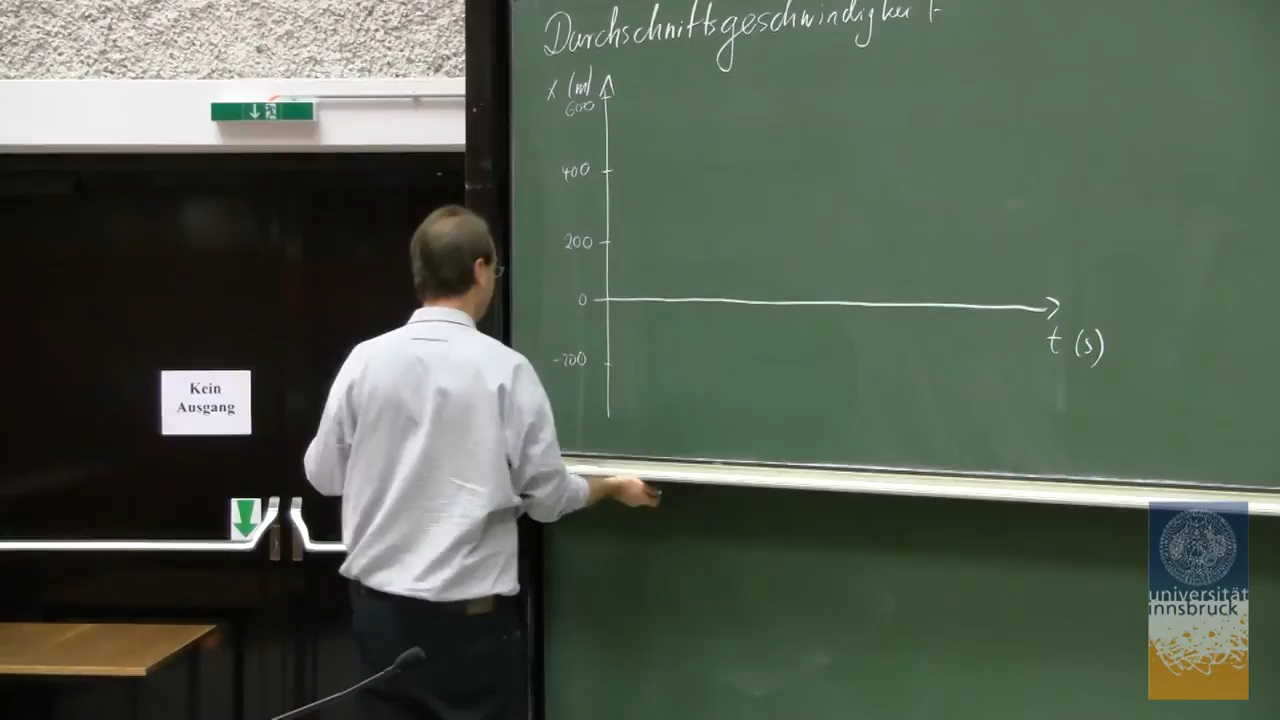 Durchschnittsgeschwindigkeit
x (m)
600
400
200
0
-200
t (s)
Kein
Ausgang
universität
innsbruck